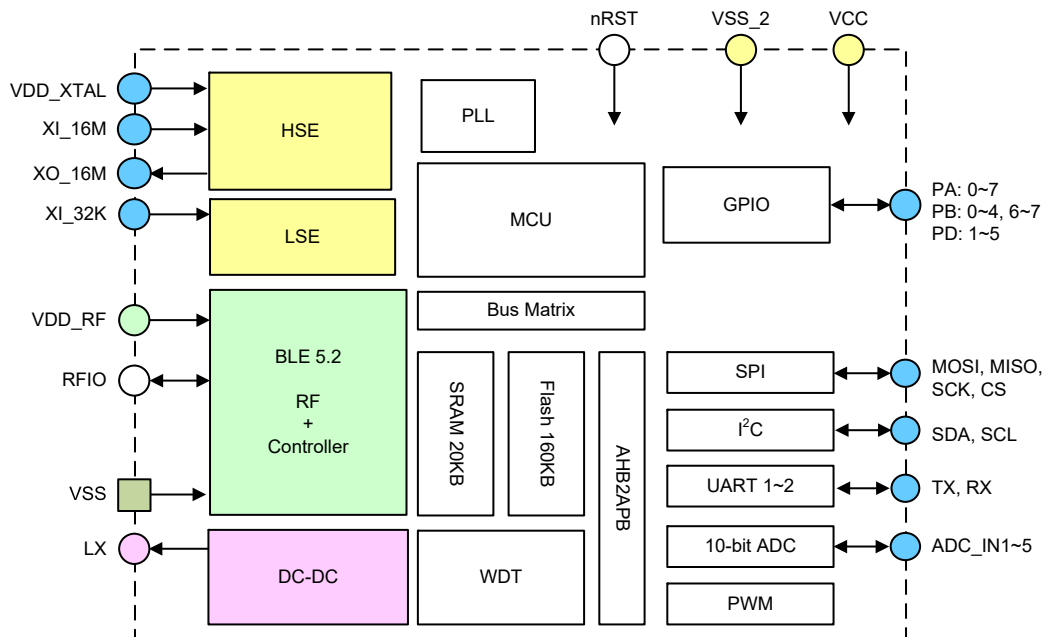 nRST
VSS_2
VCC
VDD_XTAL
XI_16M
XO_16M
XI_32K
HSE
LSE
PLL
MCU
GPIO
PA: 0~7
PB: 0~4, 6~7
PD: 1~5
VDD_RF
RFIO
VSS
LX
BLE 5.2
RF
+
Controller
DC-DC
Bus Matrix
SRAM 20KB
Flash 160KB
AHB2APB
WDT
SPI
MOSI, MISO,
SCK, CS
I²C
SDA, SCL
UART 1~2
TX, RX
10-bit ADC
ADC_IN1~5
PWM